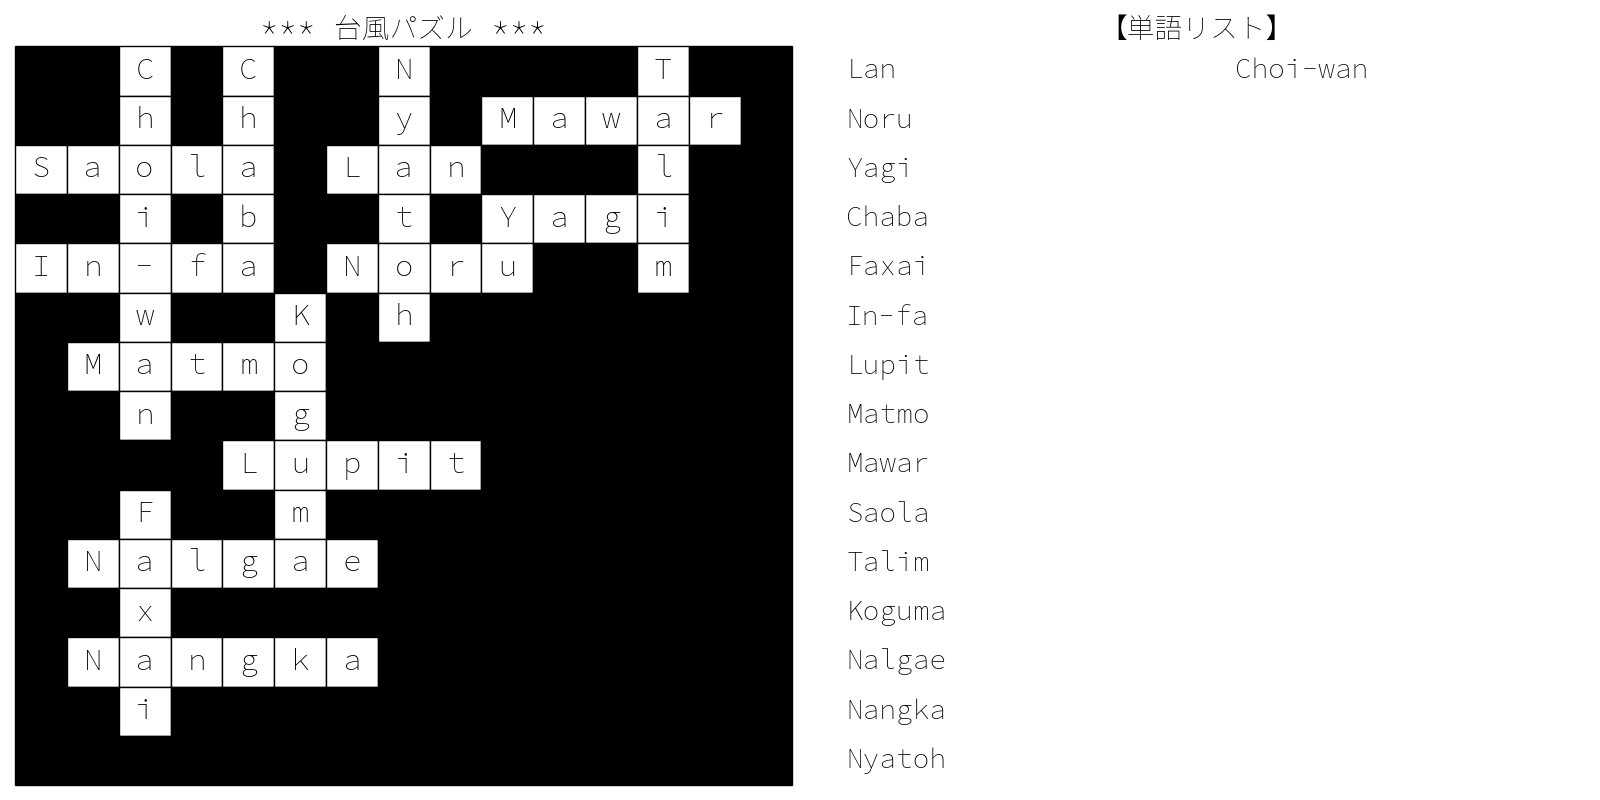 *** 台風パズル ***
【単語リスト】
C C N T
h h y M a w a r
S a o l a L a n l
i b t Y a g i
I n - f a N o r u m
w K h
M a t m o
n g
L u p i t
F m
N a l g a e
x
N a n g k a
i
Lan Choi-wan
Noru
Yagi
Chaba
Faxai
In-fa
Lupit
Matmo
Mawar
Saola
Talim
Koguma
Nalgae
Nangka
Nyatoh